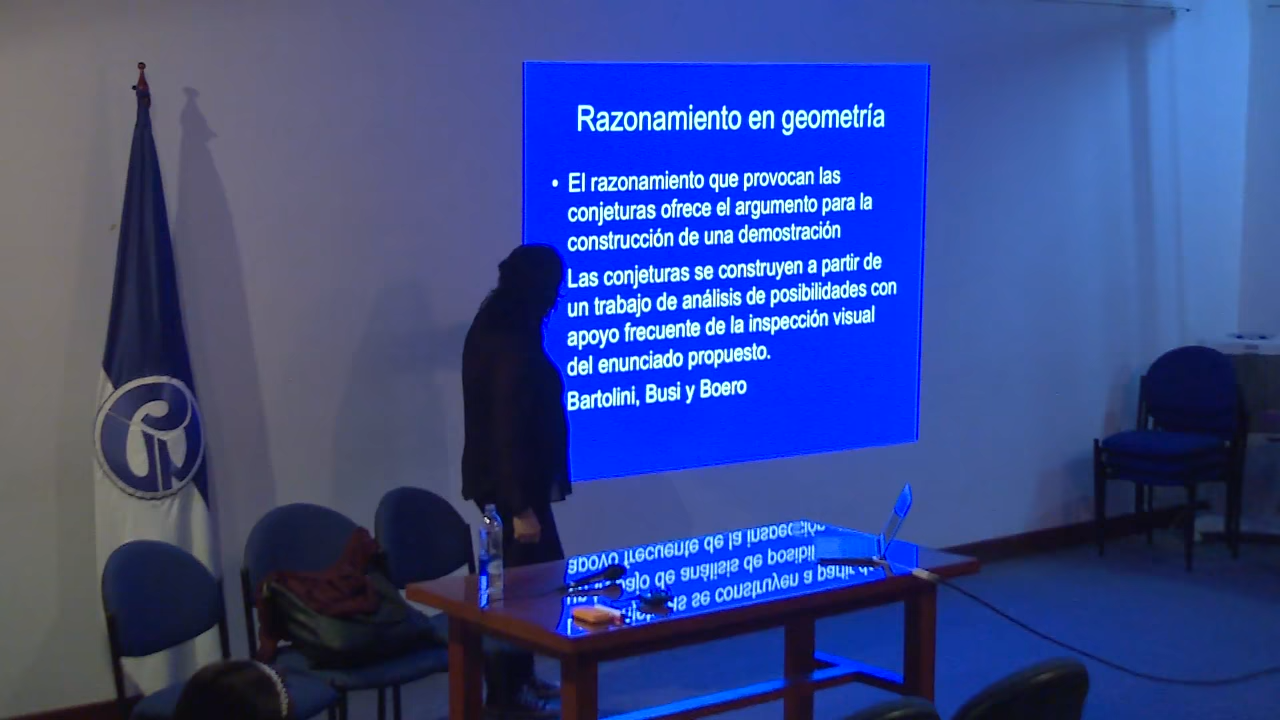 Razonamiento en geometría
• El razonamiento que provocan las
conjeturas ofrece el argumento para la
construcción de una demostración
Las conjeturas se construyen a partir de
un trabajo de análisis de posibilidades con
apoyo frecuente de la inspección visual
del enunciado propuesto.
Bartolini, Busi y Boero